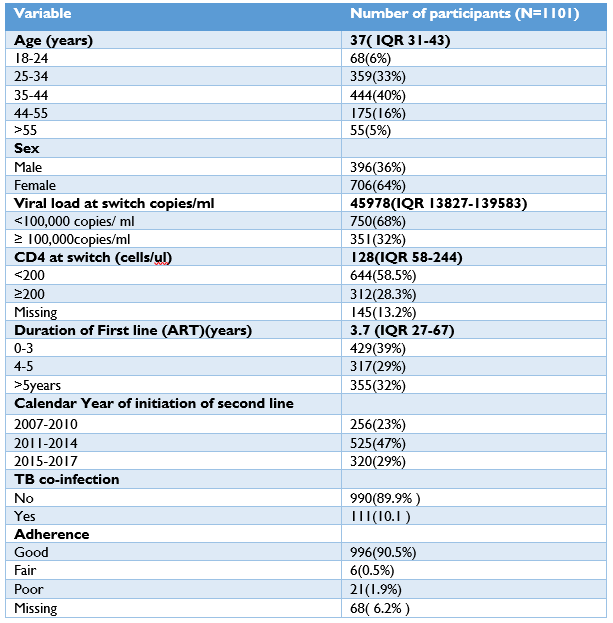 Variable Number of participants (N=1101)
Age (years) 37( IQR 31-43)
18-24 68(6%)
25-34 359(33%)
35-44 444(40%)
44-55 175(16%)
>55 55(5%)
Sex
Male 396(36%)
Female 706(64%)
Viral load at switch copies/ml 45978(IQR 13827-139583)
<100,000 copies/ ml 750(68%)
≥ 100,000copies/ml 351(32%)
CD4 at switch (cells/ul) 128(IQR 58-244)
<200 644(58.5%)
≥200 312(28.3%)
Missing 145(13.2%)
Duration of First line (ART)(years) 3.7 (IQR 27-67)
0-3 429(39%)
4-5 317(29%)
>5years 355(32%)
Calendar Year of initiation of second line
2007-2010 256(23%)
2011-2014 525(47%)
2015-2017 320(29%)
TB co-infection
No 990(89.9% )
Yes 111(10.1 )
Adherence
Good 996(90.5%)
Fair 6(0.5%)
Poor 21(1.9%)
Missing 68( 6.2% )